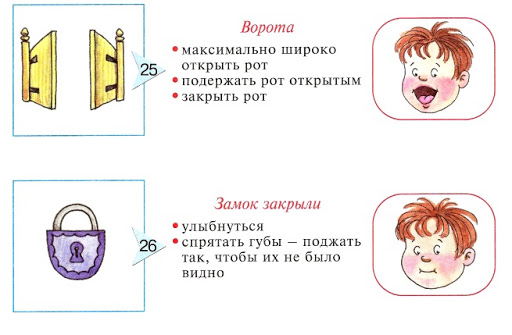 Ворота
25
• максимально широко
открыть рот
• подержать рот открытым
• закрыть рот
Замок закрыли
26
• улыбнуться
• спрятать губы – поджать
так, чтобы их не было
видно